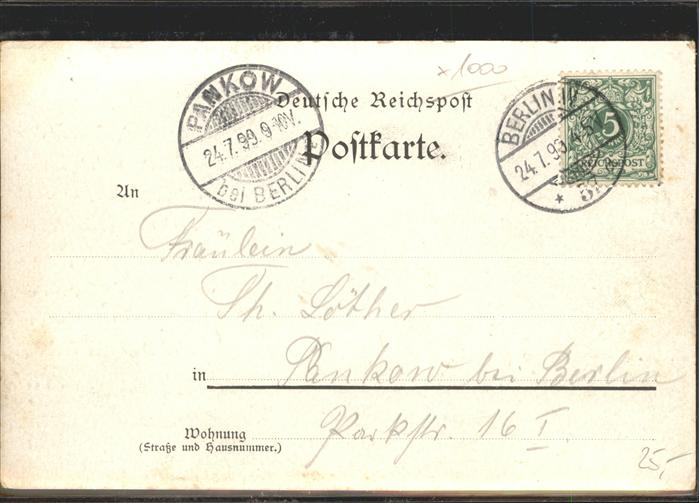 x1000
Deutsche Reichspost
Postkarte.
PANKOW
24.7.99.9-10V.
bei BERLIN
BERLIN
24.7.99.
5
REICHSPOST
An
Fräulein
Th. Löther
in Pankow bei Berlin
Wohnung
(Straße und Hausnummer.)
Parkstr. 16 I.
25,-